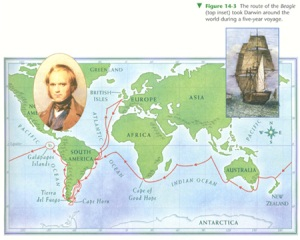 ▼ Figure 14-3 The route of the Beagle
(top inset) took Darwin around the
world during a five-year voyage.
GREENLAND
BRITISH
ISLES
EUROPE
ASIA
NORTH
PACIFIC
ATLANTIC
OCEAN
AFRICA
PACIFIC
Galápagos
Islands
SOUTH
AMERICA
OCEAN
INDIAN OCEAN
AUSTRALIA
Cape of
Good Hope
Tierra
del Fuego
Cape Horn
NEW
ZEALAND
ANTARCTICA